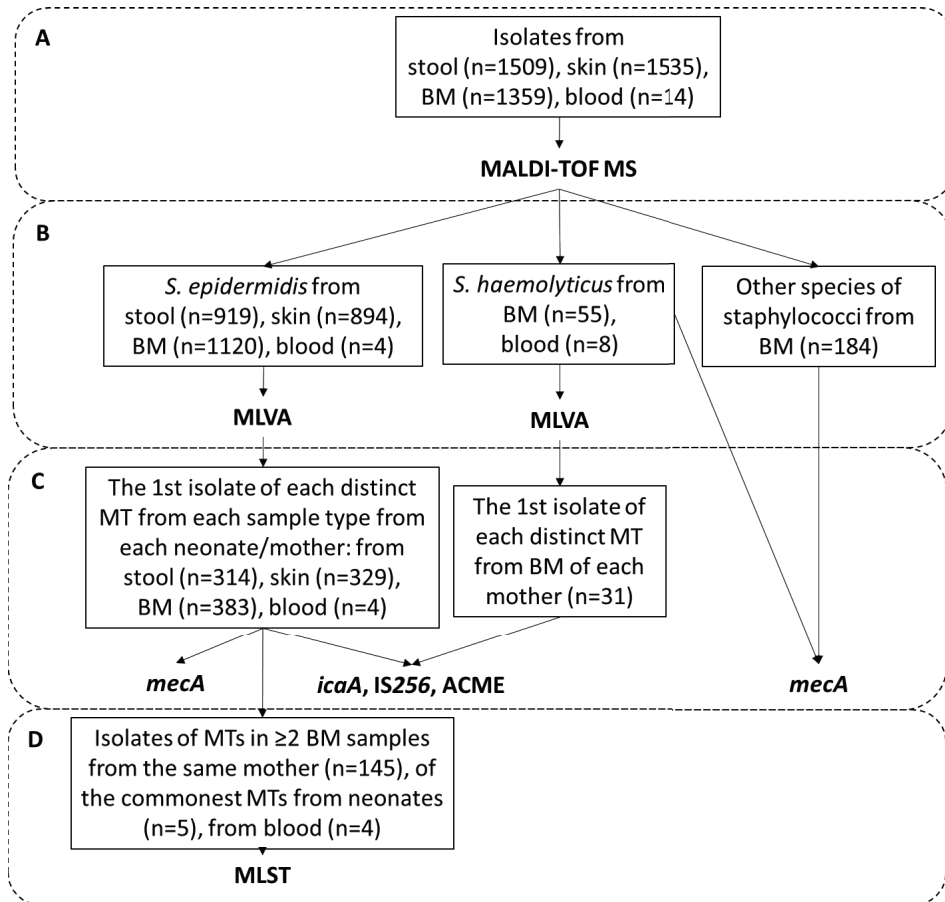 A
Isolates from
stool (n=1509), skin (n=1535),
BM (n=1359), blood (n=14)
MALDI-TOF MS
B
S. epidermidis from
stool (n=919), skin (n=894),
BM (n=1120), blood (n=4)
MLVA
S. haemolyticus from
BM (n=55),
blood (n=8)
MLVA
Other species of
staphylococci from
BM (n=184)
C
The 1st isolate of each distinct
MT from each sample type from
each neonate/mother: from
stool (n=314), skin (n=329),
BM (n=383), blood (n=4)
The 1st isolate of
each distinct MT
from BM of each
mother (n=31)
mecA
icaA, IS256, ACME
mecA
D
Isolates of MTs in ≥2 BM samples
from the same mother (n=145), of
the commonest MTs from neonates
(n=5), from blood (n=4)
MLST